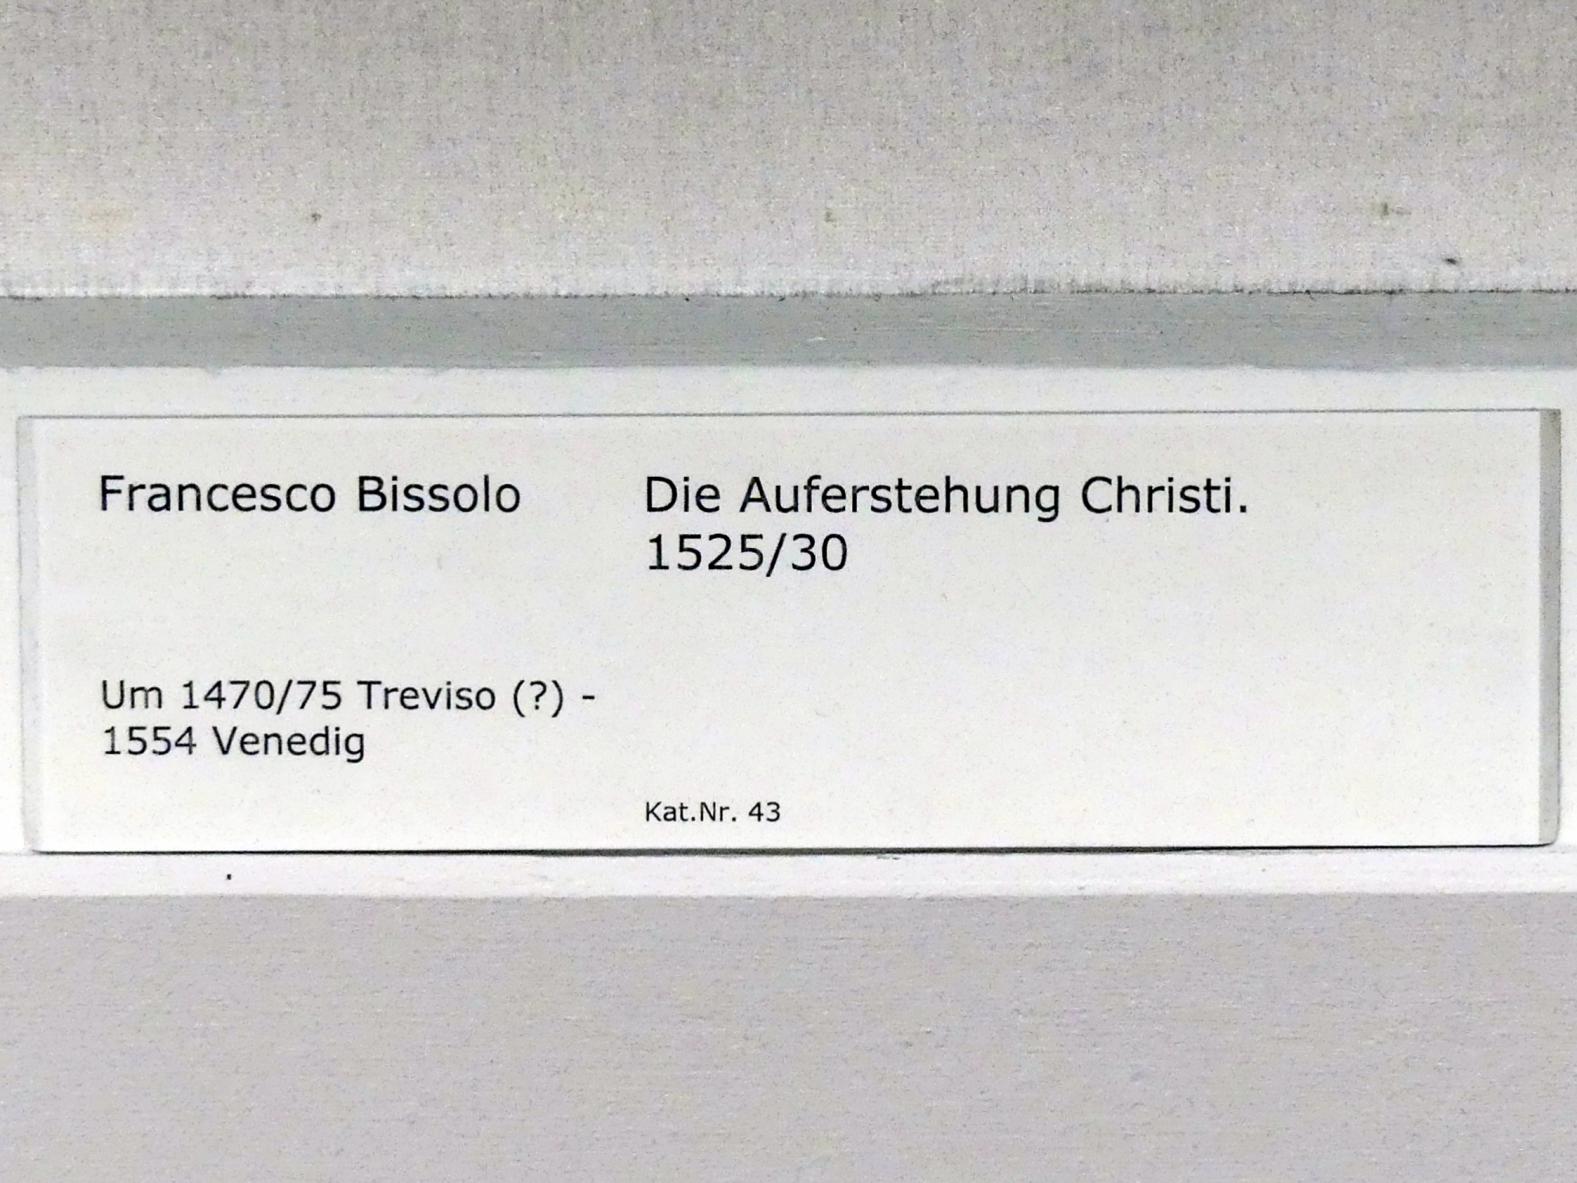 Francesco Bissolo
Um 1470/75 Treviso (?) -
1554 Venedig
Die Auferstehung Christi.
1525/30
Kat.Nr. 43